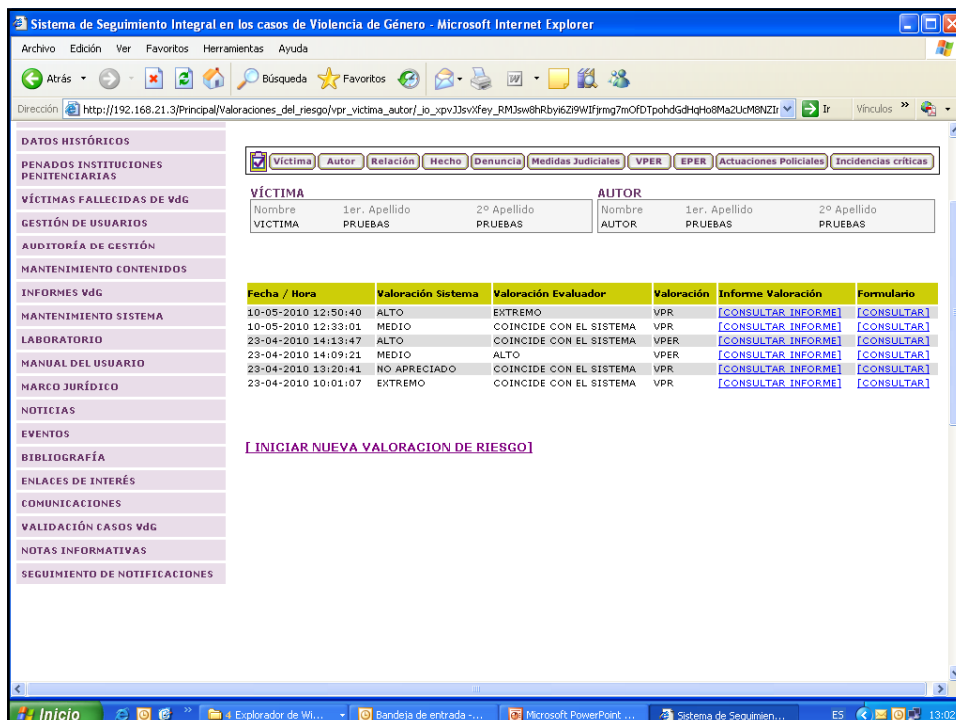 Sistema de Seguimiento Integral en los casos de Violencia de Género - Microsoft Internet Explorer
Archivo Edición Ver Favoritos Herramientas Ayuda
Atrás Búsqueda Favoritos
Dirección Ir Vínculos »
DATOS HISTÓRICOS
PENADOS INSTITUCIONES PENITENCIARIAS
VÍCTIMAS FALLECIDAS DE VdG
GESTIÓN DE USUARIOS
AUDITORÍA DE GESTIÓN
MANTENIMIENTO CONTENIDOS
INFORMES VdG
MANTENIMIENTO SISTEMA
LABORATORIO
MANUAL DEL USUARIO
MARCO JURÍDICO
NOTICIAS
EVENTOS
BIBLIOGRAFÍA
ENLACES DE INTERÉS
COMUNICACIONES
VALIDACIÓN CASOS VdG
NOTAS INFORMATIVAS
SEGUIMIENTO DE NOTIFICACIONES
Víctima Autor Relación Hecho Denuncia Medidas Judiciales VPER EPER Actuaciones Policiales Incidencias críticas
VÍCTIMA AUTOR
Nombre 1er. Apellido 2º Apellido Nombre 1er. Apellido 2º Apellido
VICTIMA PRUEBAS PRUEBAS AUTOR PRUEBAS PRUEBAS
Fecha / Hora Valoración Sistema Valoración Evaluador Valoración Informe Valoración Formulario
10-05-2010 12:50:40 ALTO EXTREMO VPR [CONSULTAR INFORME] [CONSULTAR]
10-05-2010 12:33:01 MEDIO COINCIDE CON EL SISTEMA VPR [CONSULTAR INFORME] [CONSULTAR]
23-04-2010 14:13:47 ALTO COINCIDE CON EL SISTEMA VPER [CONSULTAR INFORME] [CONSULTAR]
23-04-2010 14:09:21 MEDIO ALTO VPER [CONSULTAR INFORME] [CONSULTAR]
23-04-2010 13:20:41 NO APRECIADO COINCIDE CON EL SISTEMA VPR [CONSULTAR INFORME] [CONSULTAR]
23-04-2010 10:01:07 EXTREMO COINCIDE CON EL SISTEMA VPR [CONSULTAR INFORME] [CONSULTAR]
[ INICIAR NUEVA VALORACION DE RIESGO]
Inicio » 4 Explorador de Wi... Bandeja de entrada -... Microsoft PowerPoint ... Sistema de Seguimien... ES 13:02